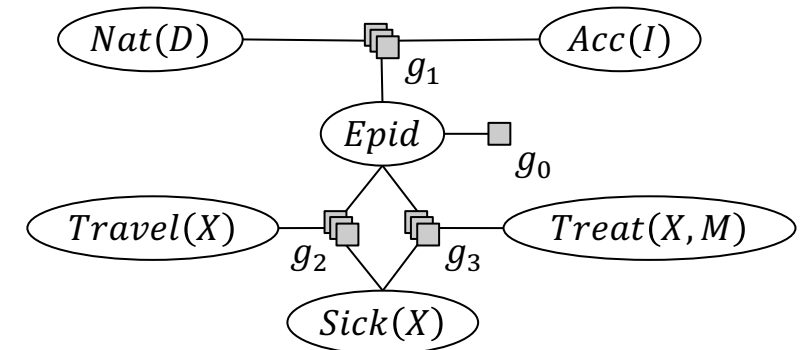 Nat(D) Acc(I)
g₁
Epid
g₀
Travel(X) Treat(X, M)
g₂ g₃
Sick(X)